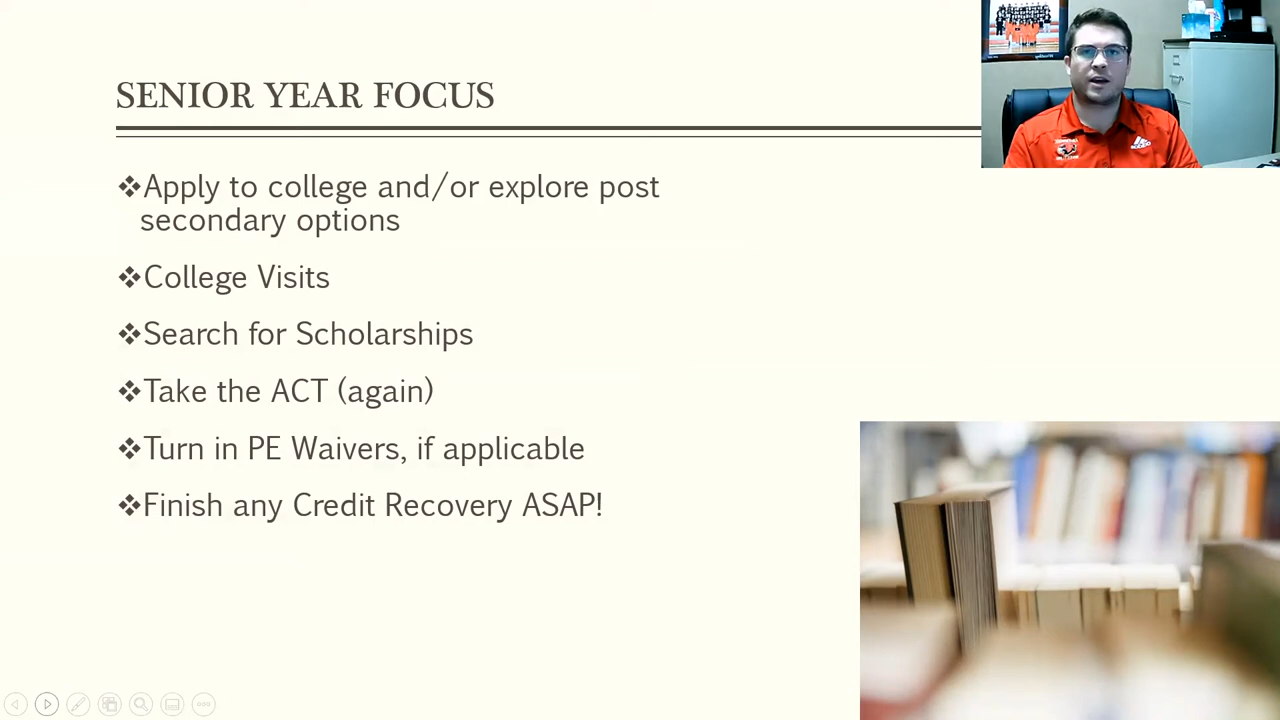 SENIOR YEAR FOCUS
❖Apply to college and/or explore post
secondary options
❖College Visits
❖Search for Scholarships
❖Take the ACT (again)
❖Turn in PE Waivers, if applicable
❖Finish any Credit Recovery ASAP!